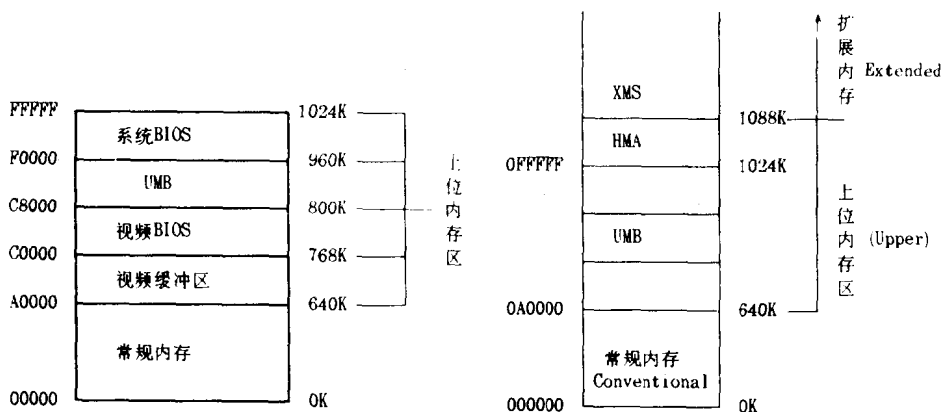 FFFFF
1024K
系统BIOS
F0000
960K
UMB
C8000
800K
视频BIOS
C0000
768K
视频缓冲区
A0000
640K
常规内存
00000
0K
上位内存区
扩展内存
Extended
XMS
1088K
HMA
0FFFFF
1024K
UMB
上位内存区
(Upper)
0A0000
640K
常规内存
Conventional
000000
0K